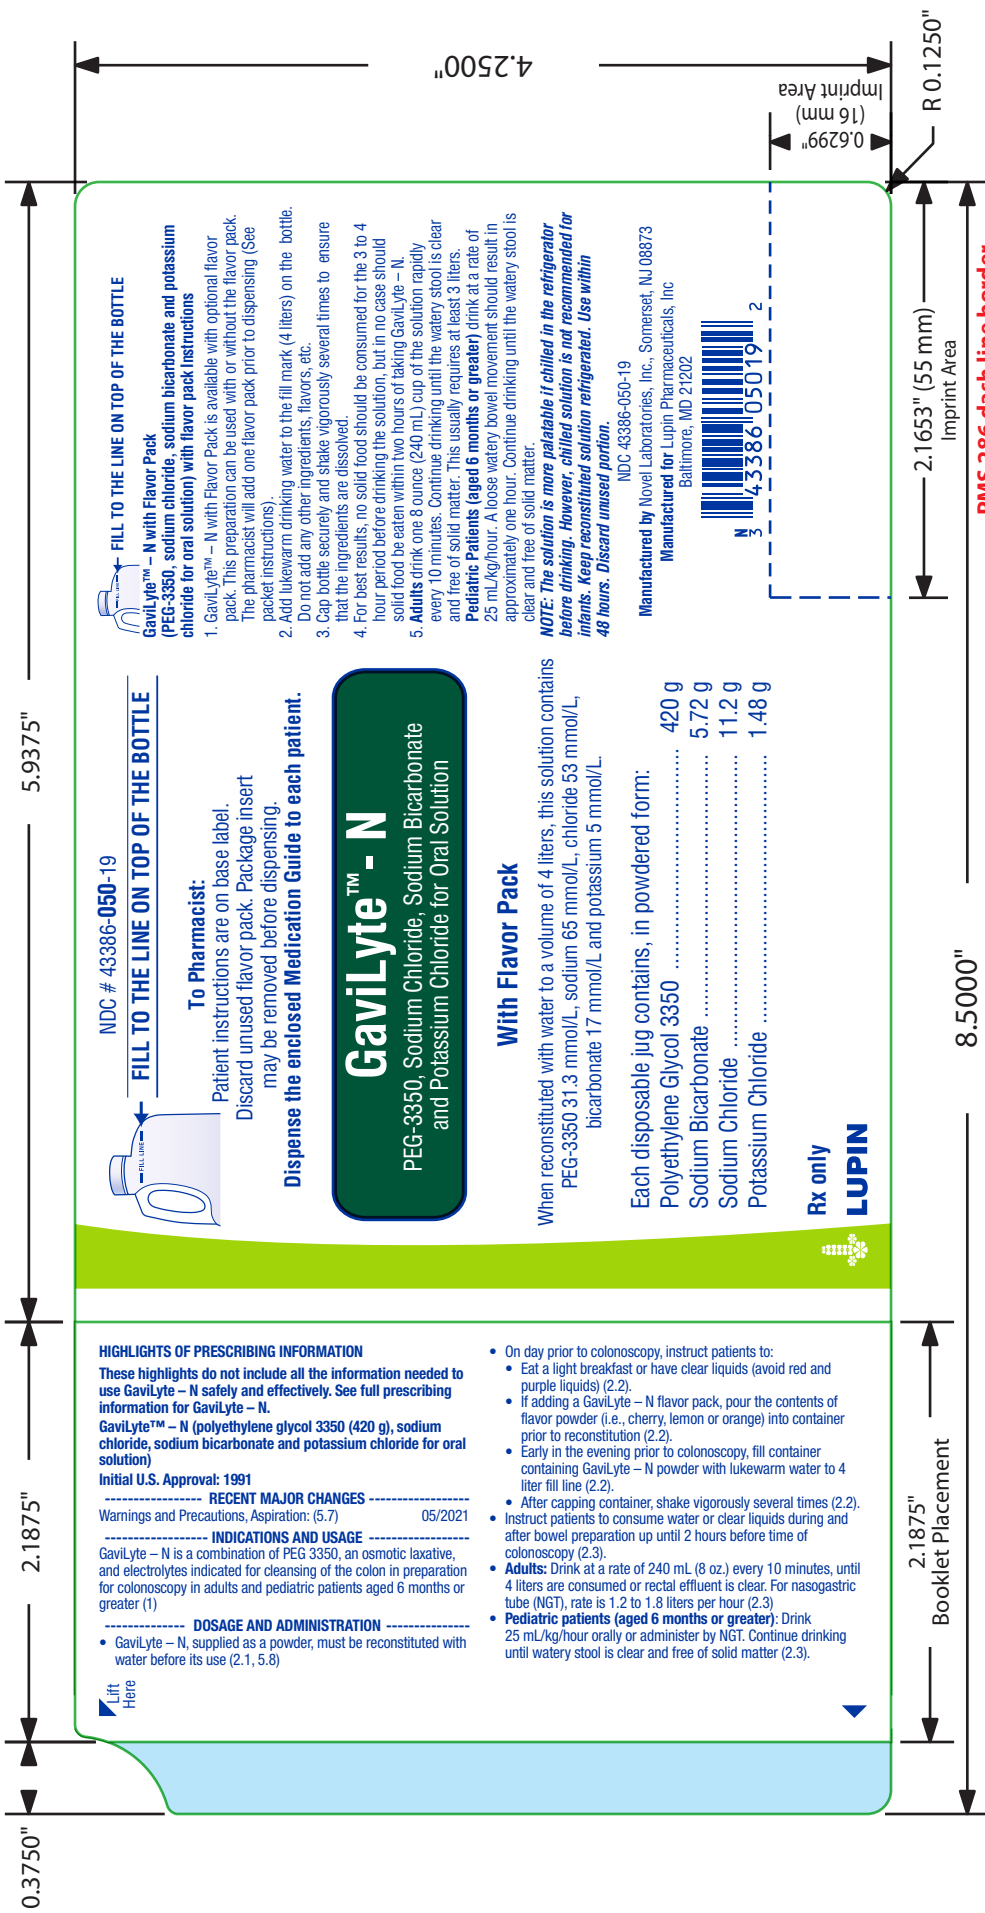 4.2500"
0.6299"
(16 mm)
Imprint Area
R 0.1250"
5.9375"
2.1653" (55 mm)
Imprint Area
8.5000"
2.1875"
0.3750"
2.1875"
Booklet Placement
NDC # 43386-050-19
FILL LINE
FILL TO THE LINE ON TOP OF THE BOTTLE
To Pharmacist:
Patient instructions are on base label.
Discard unused flavor pack. Package insert
may be removed before dispensing.
Dispense the enclosed Medication Guide to each patient.
GaviLyte™ - N
PEG-3350, Sodium Chloride, Sodium Bicarbonate
and Potassium Chloride for Oral Solution
With Flavor Pack
When reconstituted with water to a volume of 4 liters, this solution contains
PEG-3350 31.3 mmol/L, sodium 65 mmol/L, chloride 53 mmol/L,
bicarbonate 17 mmol/L and potassium 5 mmol/L.
Each disposable jug contains, in powdered form:
Polyethylene Glycol 3350 ........................................ 420 g
Sodium Bicarbonate ................................................ 5.72 g
Sodium Chloride ...................................................... 11.2 g
Potassium Chloride .................................................. 1.48 g
Rx only
LUPIN
FILL TO THE LINE ON TOP OF THE BOTTLE
GaviLyte™ – N with Flavor Pack
(PEG-3350, sodium chloride, sodium bicarbonate and potassium
chloride for oral solution) with flavor pack Instructions
1. GaviLyte™ – N with Flavor Pack is available with optional flavor
pack. This preparation can be used with or without the flavor pack.
The pharmacist will add one flavor pack prior to dispensing (See
packet instructions).
2. Add lukewarm drinking water to the fill mark (4 liters) on the bottle.
Do not add any other ingredients, flavors, etc.
3. Cap bottle securely and shake vigorously several times to ensure
that the ingredients are dissolved.
4. For best results, no solid food should be consumed for the 3 to 4
hour period before drinking the solution, but in no case should
solid food be eaten within two hours of taking GaviLyte – N.
5. Adults drink one 8 ounce (240 mL) cup of the solution rapidly
every 10 minutes. Continue drinking until the watery stool is clear
and free of solid matter. This usually requires at least 3 liters.
Pediatric Patients (aged 6 months or greater) drink at a rate of
25 mL/kg/hour. A loose watery bowel movement should result in
approximately one hour. Continue drinking until the watery stool is
clear and free of solid matter.
NOTE: The solution is more palatable if chilled in the refrigerator
before drinking. However, chilled solution is not recommended for
infants. Keep reconstituted solution refrigerated. Use within
48 hours. Discard unused portion.
NDC 43386-050-19
Manufactured by Novel Laboratories, Inc., Somerset, NJ 08873
Manufactured for Lupin Pharmaceuticals, Inc
Baltimore, MD 21202
N
3 43386 05019 2
HIGHLIGHTS OF PRESCRIBING INFORMATION
These highlights do not include all the information needed to
use GaviLyte – N safely and effectively. See full prescribing
information for GaviLyte – N.
GaviLyte™ – N (polyethylene glycol 3350 (420 g), sodium
chloride, sodium bicarbonate and potassium chloride for oral
solution)
Initial U.S. Approval: 1991
----------------- RECENT MAJOR CHANGES ------------------
Warnings and Precautions, Aspiration: (5.7) 05/2021
------------------ INDICATIONS AND USAGE ------------------
GaviLyte – N is a combination of PEG 3350, an osmotic laxative,
and electrolytes indicated for cleansing of the colon in preparation
for colonoscopy in adults and pediatric patients aged 6 months or
greater (1)
-------------- DOSAGE AND ADMINISTRATION ---------------
• GaviLyte – N, supplied as a powder, must be reconstituted with
water before its use (2.1, 5.8)
Lift
Here
• On day prior to colonoscopy, instruct patients to:
• Eat a light breakfast or have clear liquids (avoid red and
purple liquids) (2.2).
• If adding a GaviLyte – N flavor pack, pour the contents of
flavor powder (i.e., cherry, lemon or orange) into container
prior to reconstitution (2.2).
• Early in the evening prior to colonoscopy, fill container
containing GaviLyte – N powder with lukewarm water to 4
liter fill line (2.2).
• After capping container, shake vigorously several times (2.2).
• Instruct patients to consume water or clear liquids during and
after bowel preparation up until 2 hours before time of
colonoscopy (2.3).
• Adults: Drink at a rate of 240 mL (8 oz.) every 10 minutes, until
4 liters are consumed or rectal effluent is clear. For nasogastric
tube (NGT), rate is 1.2 to 1.8 liters per hour (2.3)
• Pediatric patients (aged 6 months or greater): Drink
25 mL/kg/hour orally or administer by NGT. Continue drinking
until watery stool is clear and free of solid matter (2.3).